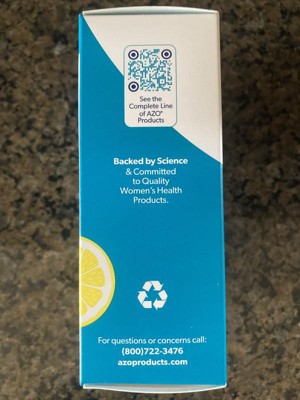 See the
Complete Line
of AZO®
Products
Backed by Science
& Committed
to Quality
Women's Health
Products.
For questions or concerns call:
(800)722-3476
azoproducts.com